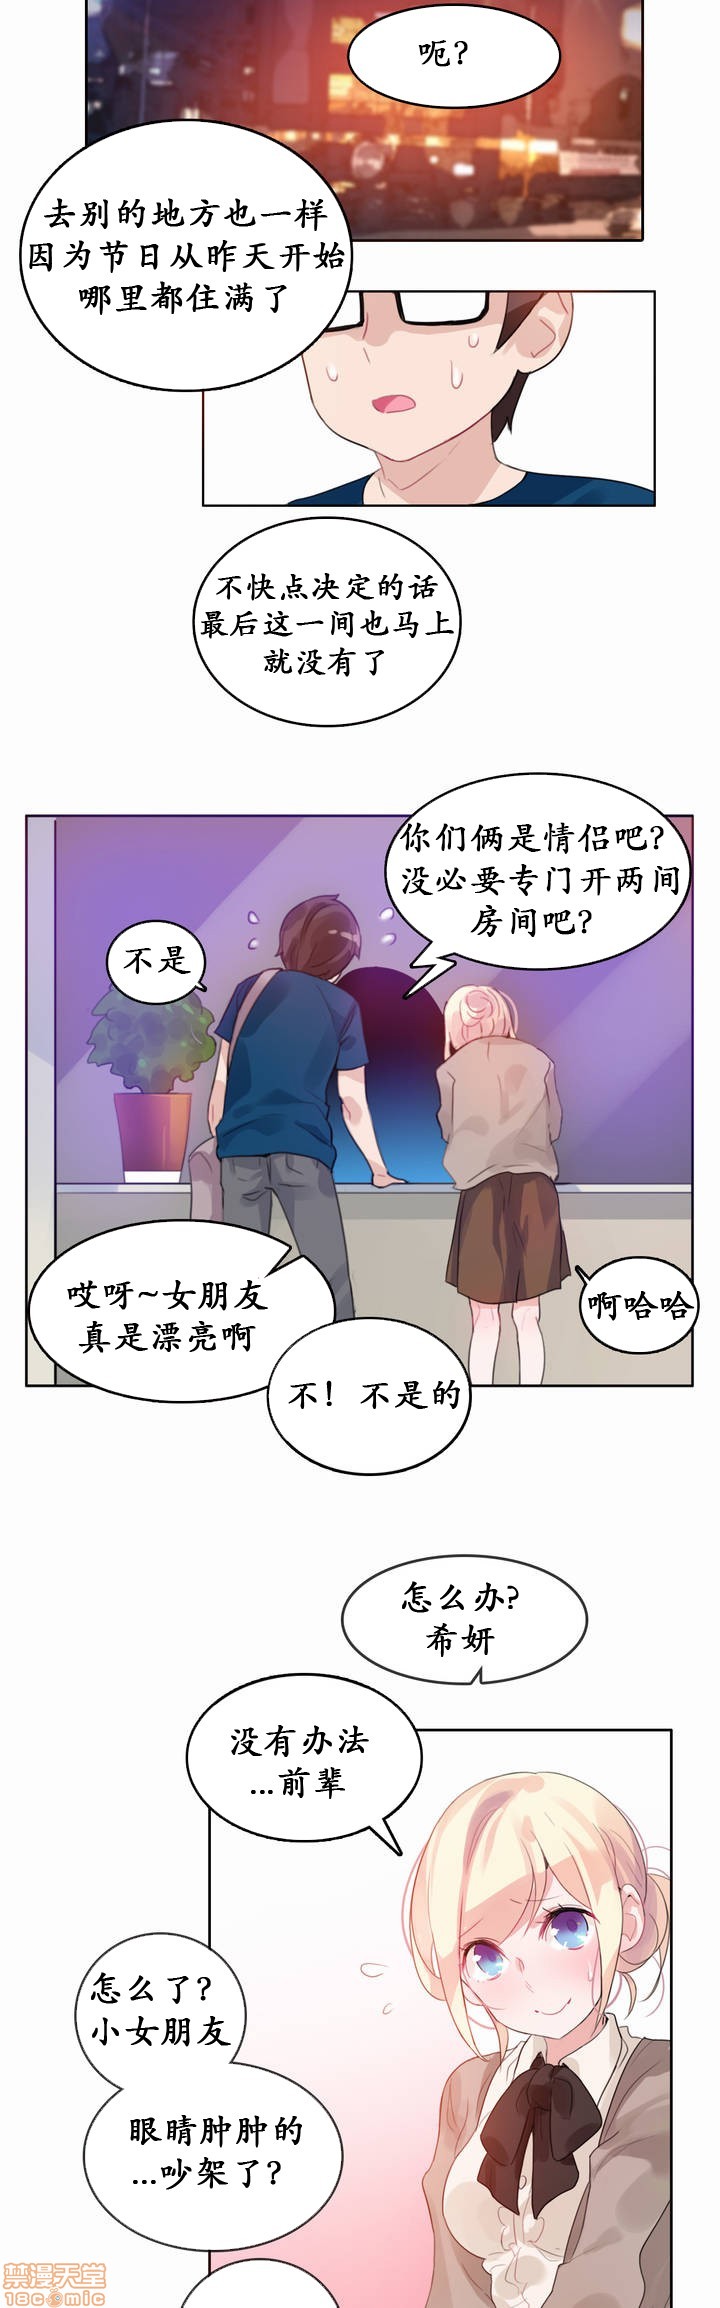 呃?
去别的地方也一样
因为节日从昨天开始
哪里都住满了
不快点决定的话
最后这一间也马上
就没有了
你们俩是情侣吧?
没必要专门开两间
房间吧?
不是
哎呀~女朋友
真是漂亮啊
啊哈哈
不! 不是的
怎么办?
希妍
没有办法
...前辈
怎么了?
小女朋友
眼睛肿肿的
...吵架了?
禁漫天堂
18comic